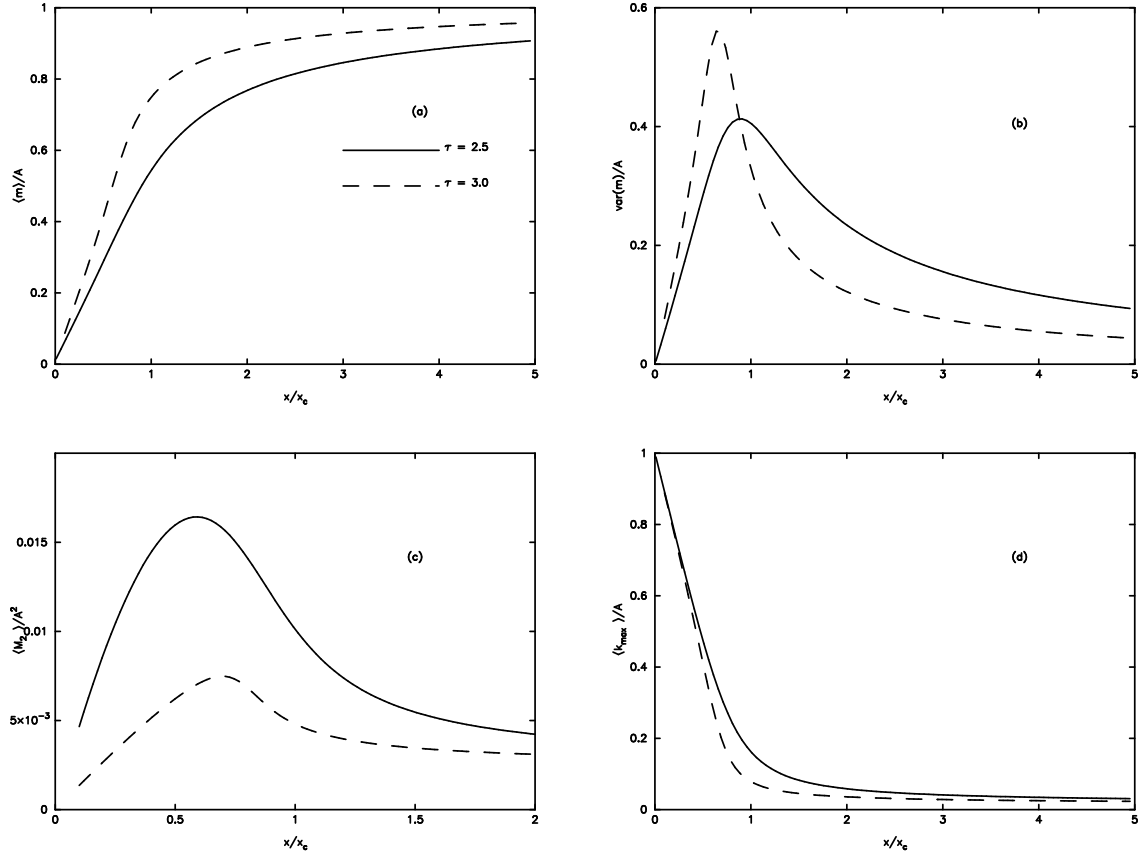 1
0.8
0.6
0.4
0.2
0
⟨m⟩/A
(a)
τ = 2.5
τ = 3.0
0 1 2 3 4 5
x/x_c
0.6
0.4
0.2
0
var(m)/A
(b)
0 1 2 3 4 5
x/x_c
0.015
0.01
5×10⁻³
0
⟨M₂⟩/A²
(c)
0 0.5 1 1.5 2
x/x_c
1
0.8
0.6
0.4
0.2
0
⟨k_max⟩/A
(d)
0 1 2 3 4 5
x/x_c